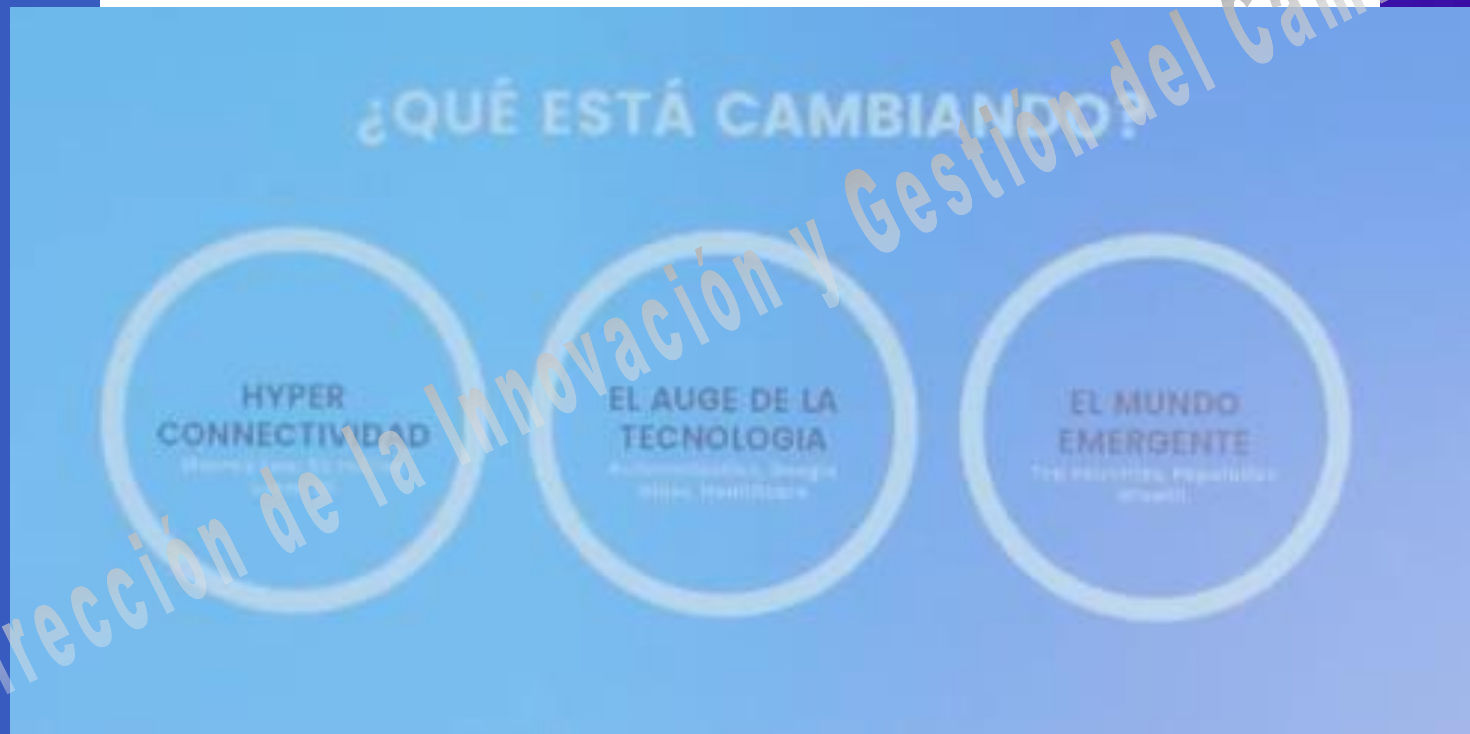 ¿QUÉ ESTÁ CAMBIANDO?
HYPER
CONNECTIVIDAD
EL AUGE DE LA
TECNOLOGIA
EL MUNDO
EMERGENTE
rección de la Innovación y Gestión del Cam